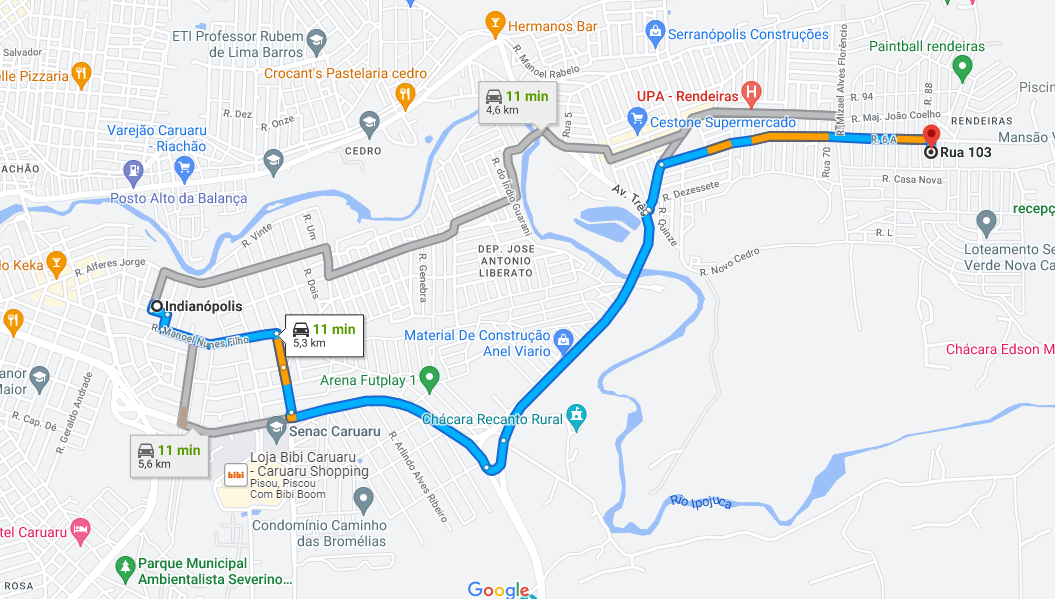 Hermanos Bar
Serranópolis Construções
ETI Professor Rubem
de Lima Barros
Salvador
R. Manoel Rabelo
R. Mizael Alves Florêncio
Paintball rendeiras
elle Pizzaria
Crocant's Pastelaria cedro
11 min
4,6 km
UPA - Rendeiras
R. 94
R. 88
Piscin
R. Dez
R. Onze
Rua 5
Cestone Supermercado
R. Maj. João Coelho
RENDEIRAS
Varejão Caruaru
- Riachão
CEDRO
R. 6 A
Mansão
Rua 103
ACHÃO
R. do Índio Guarani
Rua 70
R. Casa Nova
Posto Alto da Balança
Av. Três
R. Dezessete
R. Quinze
recepç
R. Vinte
R. Um
R. L
DEP. JOSE
ANTONIO
LIBERATO
R. Novo Cedro
Loteamento Se
Verde Nova Ca
do Keka
R. Alferes Jorge
R. Dois
R. Genebra
Indianópolis
R. Manoel Nunes Filho
11 min
5,3 km
Material De Construção
Anel Viario
Chácara Edson M
anor
Maior
R. Geraldo Andrade
Arena Futplay 1
R. Cap. Dé
Chácara Recanto Rural
Senac Caruaru
11 min
5,6 km
R. Arlindo Alves Ribeiro
Loja Bibi Caruaru
- Caruaru Shopping
Pisou, Piscou
Com Bibi Boom
bibi
Rio Ipojuca
Condomínio Caminho
das Bromélias
tel Caruaru
Parque Municipal
Ambientalista Severino...
ROSA
Google